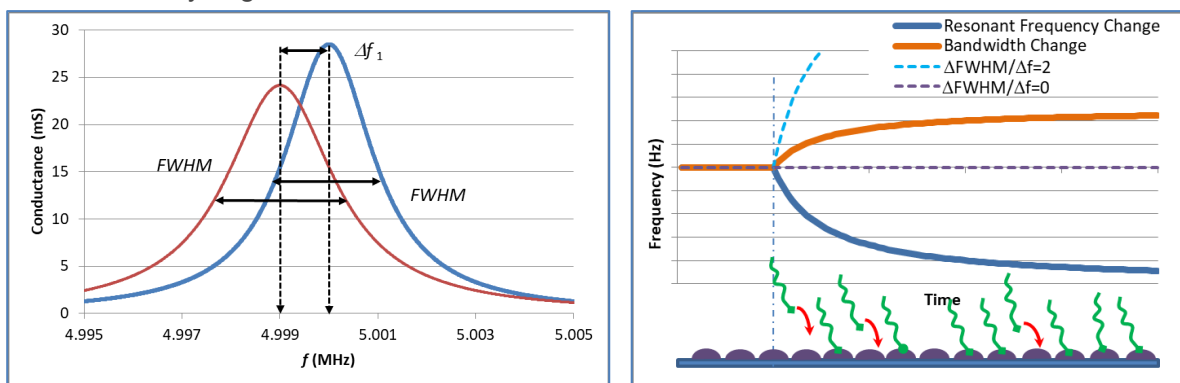 30
25
20
15
10
5
0
Conductance (mS)
Δf 1
FWHM
FWHM
4.995
4.997
4.999
5.001
5.003
5.005
f (MHz)
Resonant Frequency Change
Bandwidth Change
ΔFWHM/Δf=2
ΔFWHM/Δf=0
Frequency (Hz)
Time